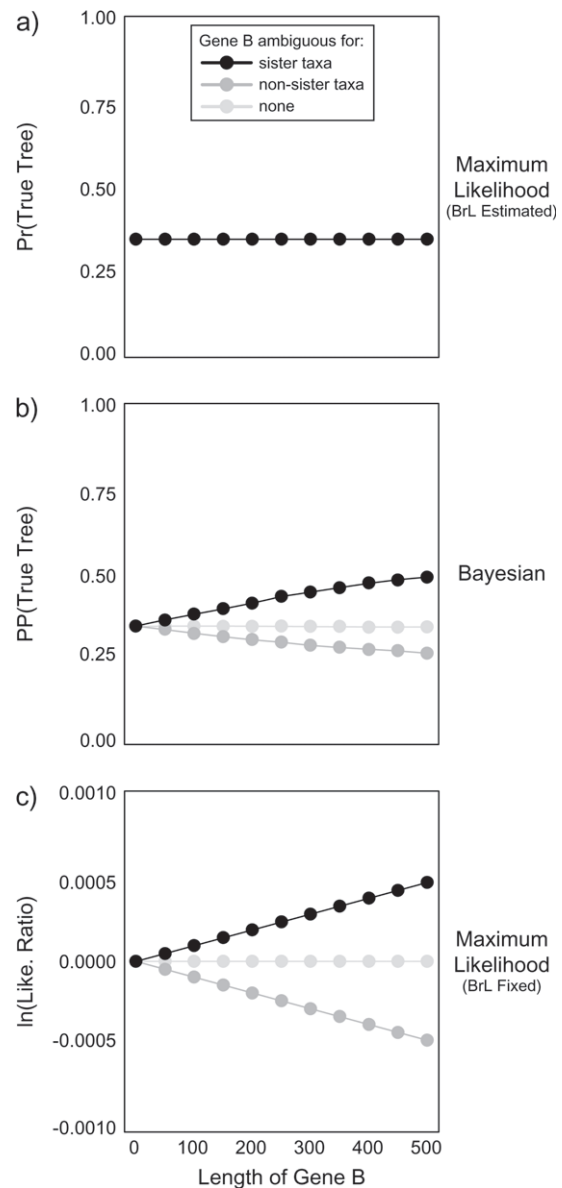 a)
1.00
0.75
0.50
0.25
0.00
Pr(True Tree)
Gene B ambiguous for:
sister taxa
non-sister taxa
none
Maximum
Likelihood
(BrL Estimated)
b)
1.00
0.75
0.50
0.25
0.00
PP(True Tree)
Bayesian
c)
0.0010
0.0005
0.0000
-0.0005
-0.0010
ln(Like. Ratio)
Maximum
Likelihood
(BrL Fixed)
0 100 200 300 400 500
Length of Gene B